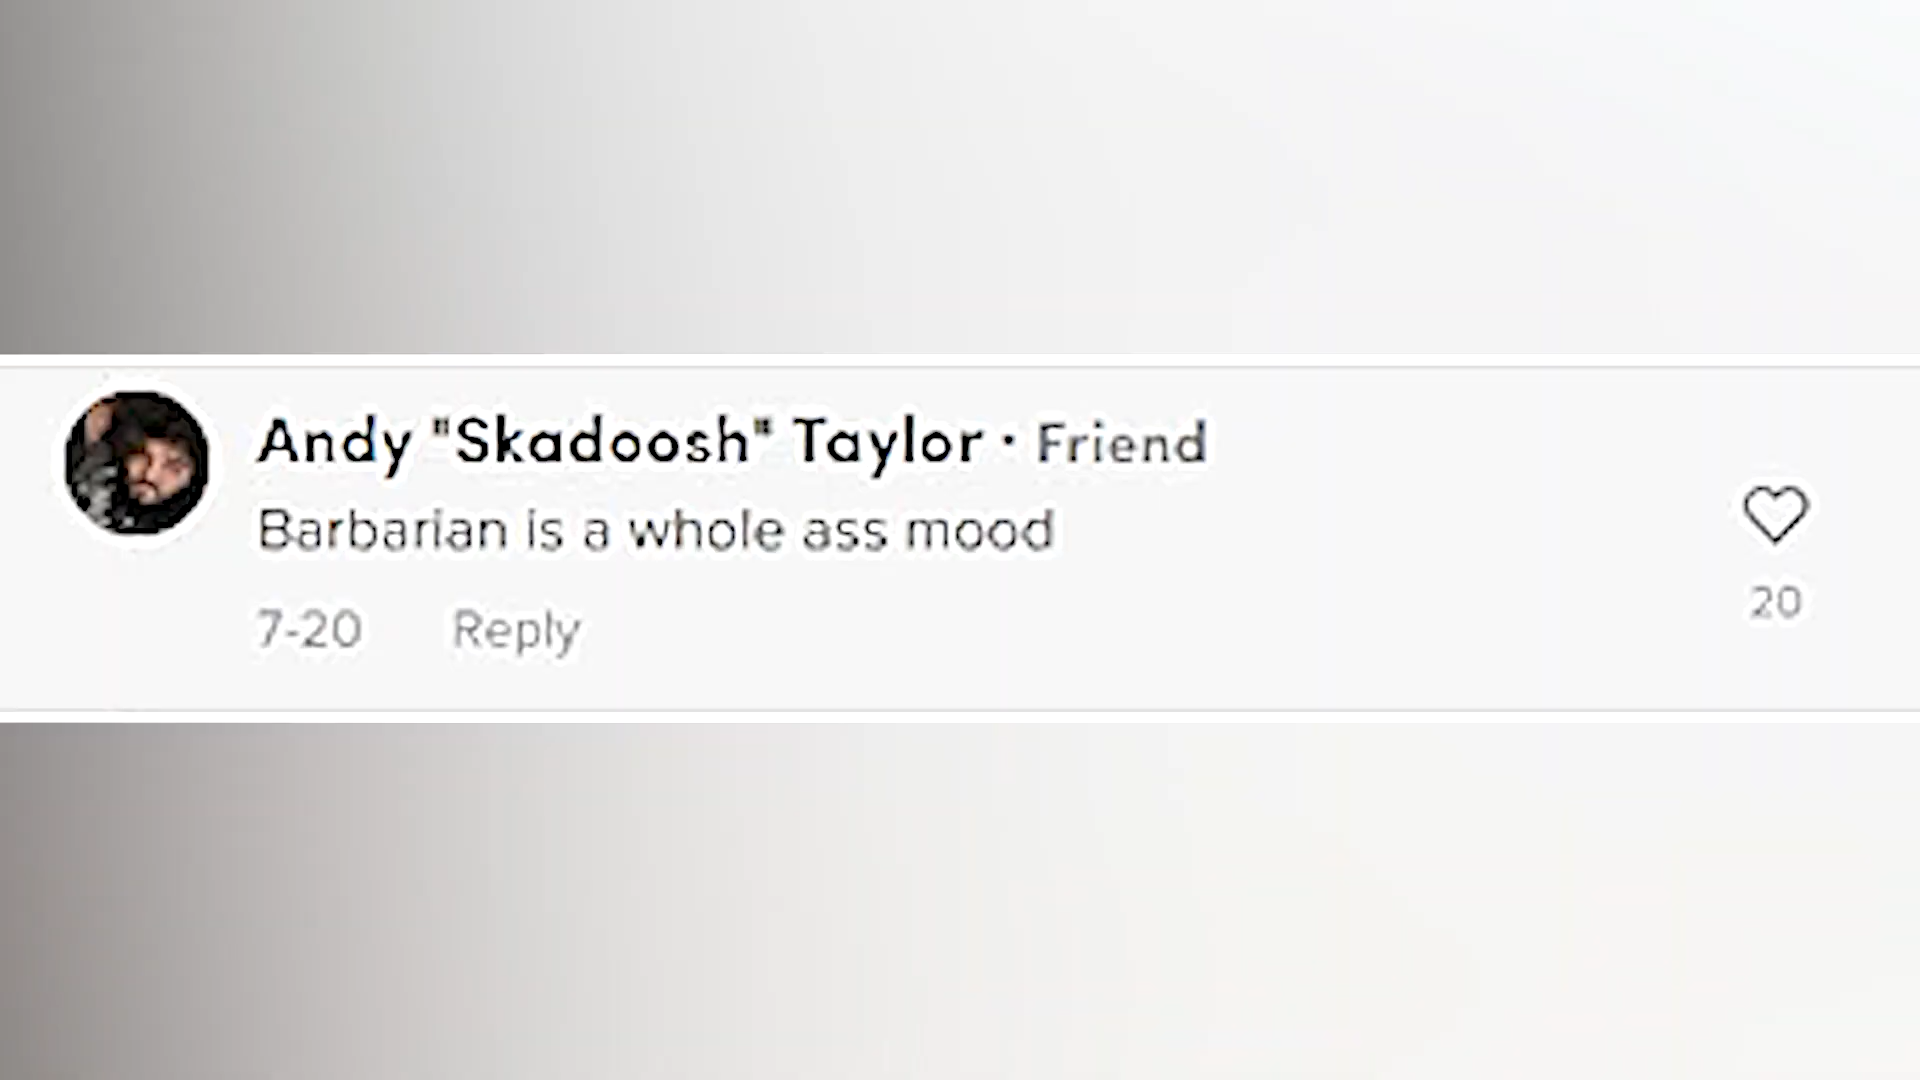 Andy "Skadoosh" Taylor · Friend
Barbarian is a whole ass mood
7-20 Reply
20